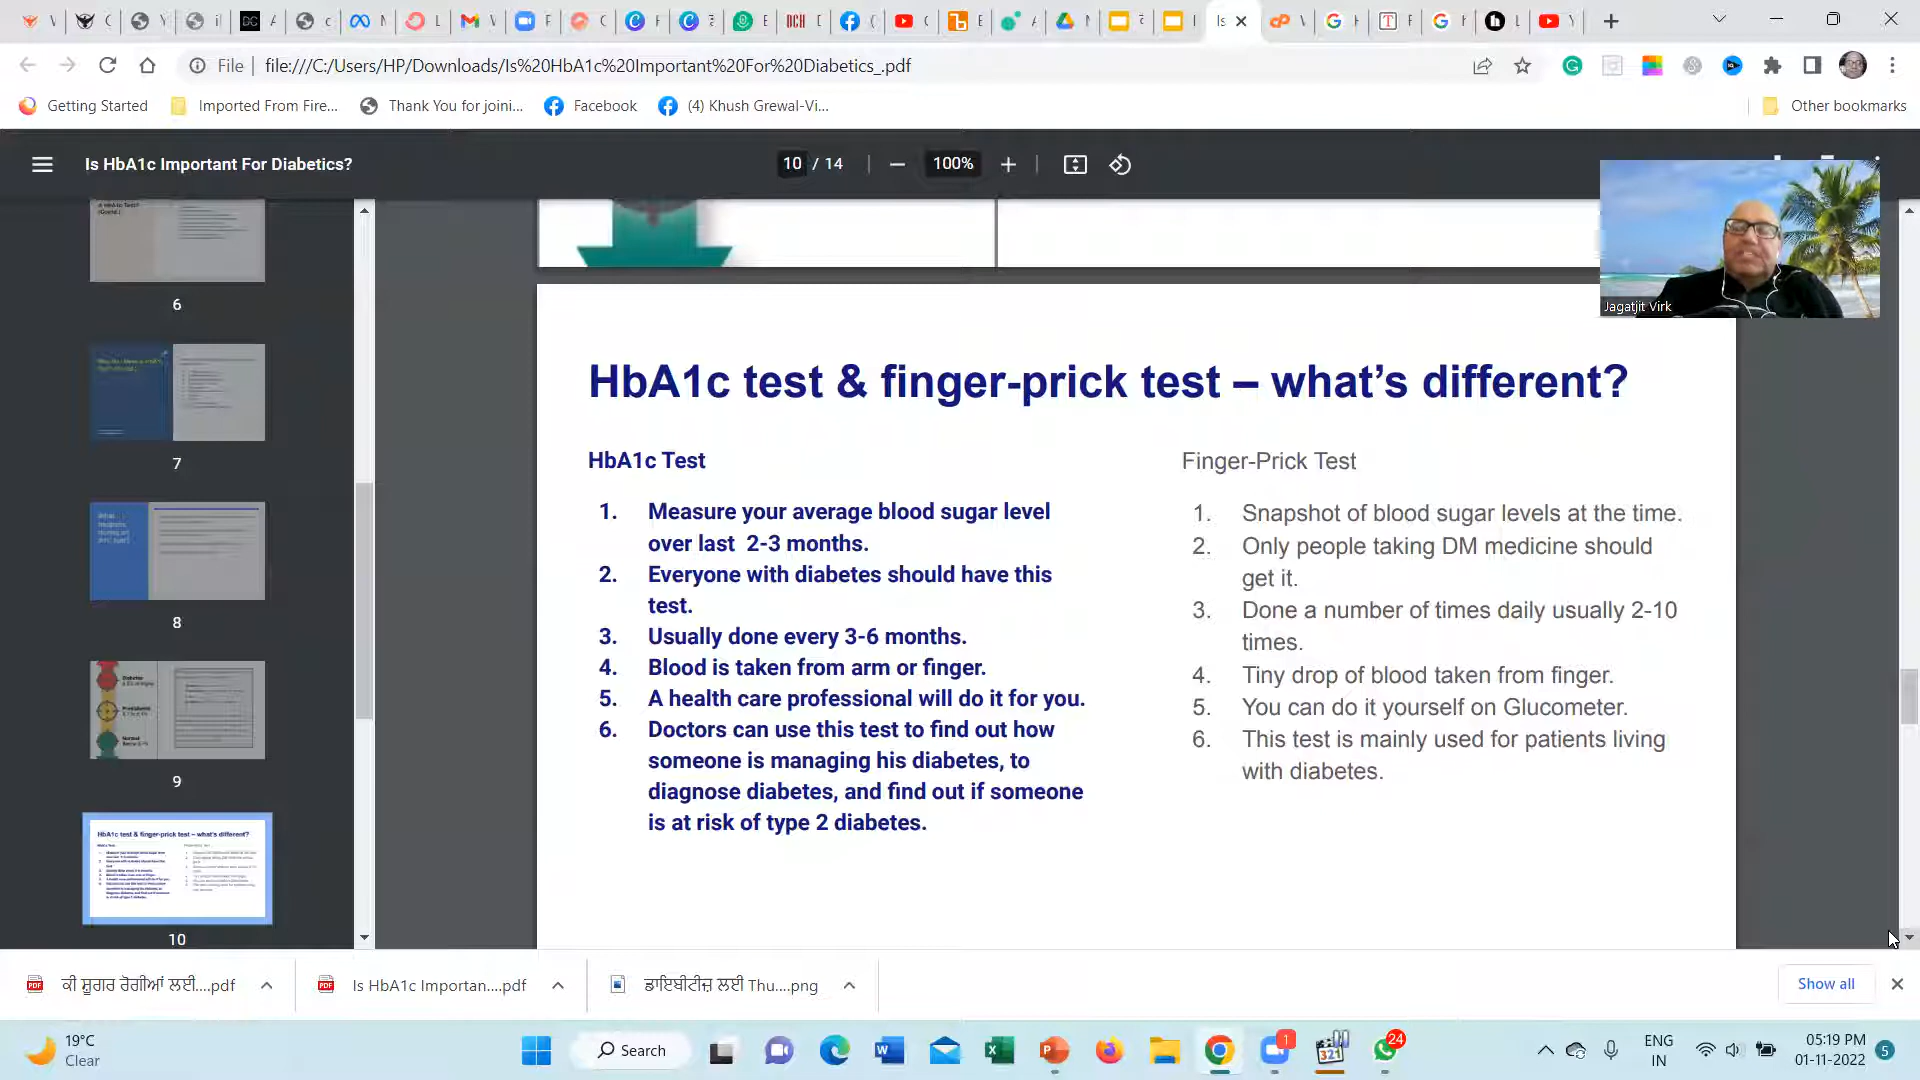 File
file:///C:/Users/HP/Downloads/Is%20HbA1c%20Important%20For%20Diabetics_.pdf
Getting Started
Imported From Fire...
Thank You for joini...
Facebook
(4) Khush Grewal-Vi...
Other bookmarks
Is HbA1c Important For Diabetics?
10 / 14
100%
Jagatjit Virk
6
7
8
9
10
HbA1c test & finger-prick test – what’s different?
HbA1c Test
1. Measure your average blood sugar level
over last 2-3 months.
2. Everyone with diabetes should have this
test.
3. Usually done every 3-6 months.
4. Blood is taken from arm or finger.
5. A health care professional will do it for you.
6. Doctors can use this test to find out how
someone is managing his diabetes, to
diagnose diabetes, and find out if someone
is at risk of type 2 diabetes.
Finger-Prick Test
1. Snapshot of blood sugar levels at the time.
2. Only people taking DM medicine should
get it.
3. Done a number of times daily usually 2-10
times.
4. Tiny drop of blood taken from finger.
5. You can do it yourself on Glucometer.
6. This test is mainly used for patients living
with diabetes.
ਕੀ ਸ਼ੂਗਰ ਰੋਗੀਆਂ ਲਈ....pdf
Is HbA1c Importan....pdf
ਡਾਇਬੀਟੀਜ਼ ਲਈ Thu....png
Show all
19°C
Clear
Search
1
24
ENG
IN
05:19 PM
01-11-2022
5